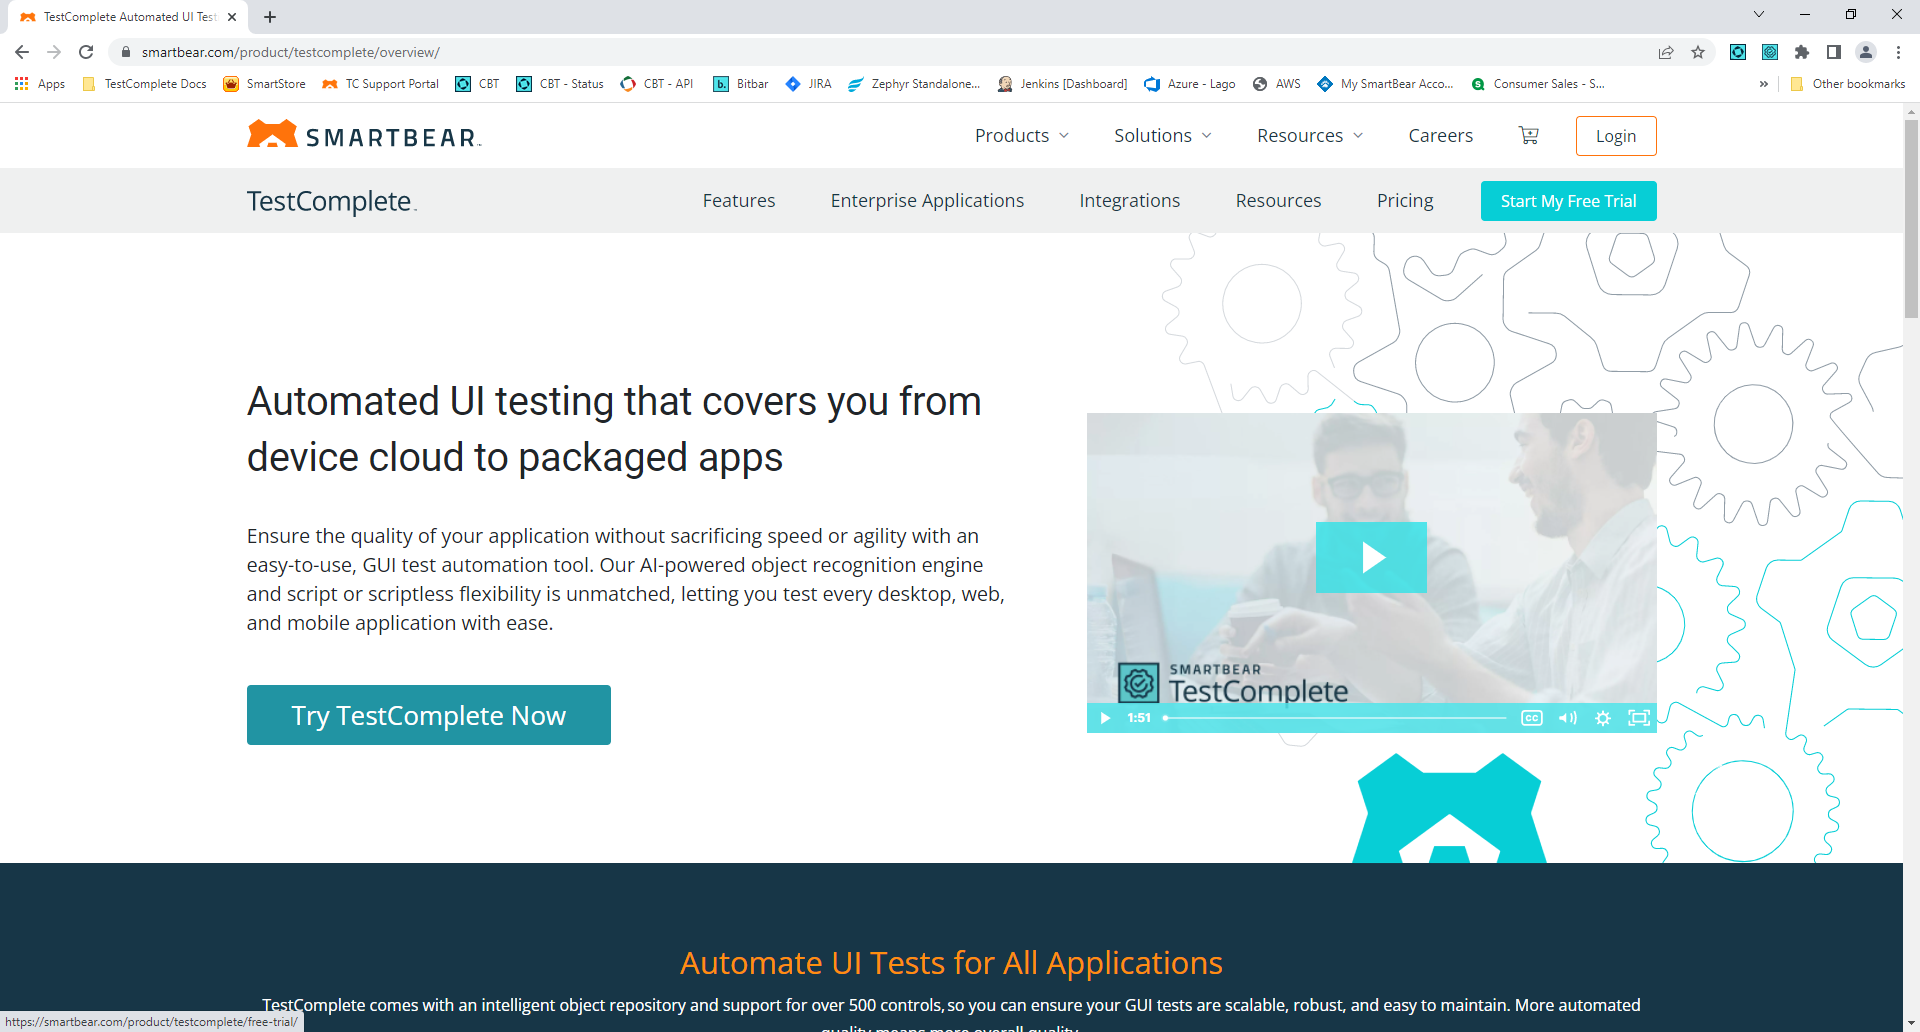 TestComplete Automated UI Test
smartbear.com/product/testcomplete/overview/
Apps TestComplete Docs SmartStore TC Support Portal CBT CBT - Status CBT - API b. Bitbar JIRA Zephyr Standalone... Jenkins [Dashboard] Azure - Lago AWS My SmartBear Acco... S Consumer Sales - S... » Other bookmarks
SMARTBEAR™ Products Solutions Resources Careers Login
TestComplete™ Features Enterprise Applications Integrations Resources Pricing Start My Free Trial
Automated UI testing that covers you from
device cloud to packaged apps
Ensure the quality of your application without sacrificing speed or agility with an
easy-to-use, GUI test automation tool. Our AI-powered object recognition engine
and script or scriptless flexibility is unmatched, letting you test every desktop, web,
and mobile application with ease.
Try TestComplete Now
SMARTBEAR
TestComplete
1:51 CC
Automate UI Tests for All Applications
TestComplete comes with an intelligent object repository and support for over 500 controls, so you can ensure your GUI tests are scalable, robust, and easy to maintain. More automated
quality means more overall quality.
https://smartbear.com/product/testcomplete/free-trial/